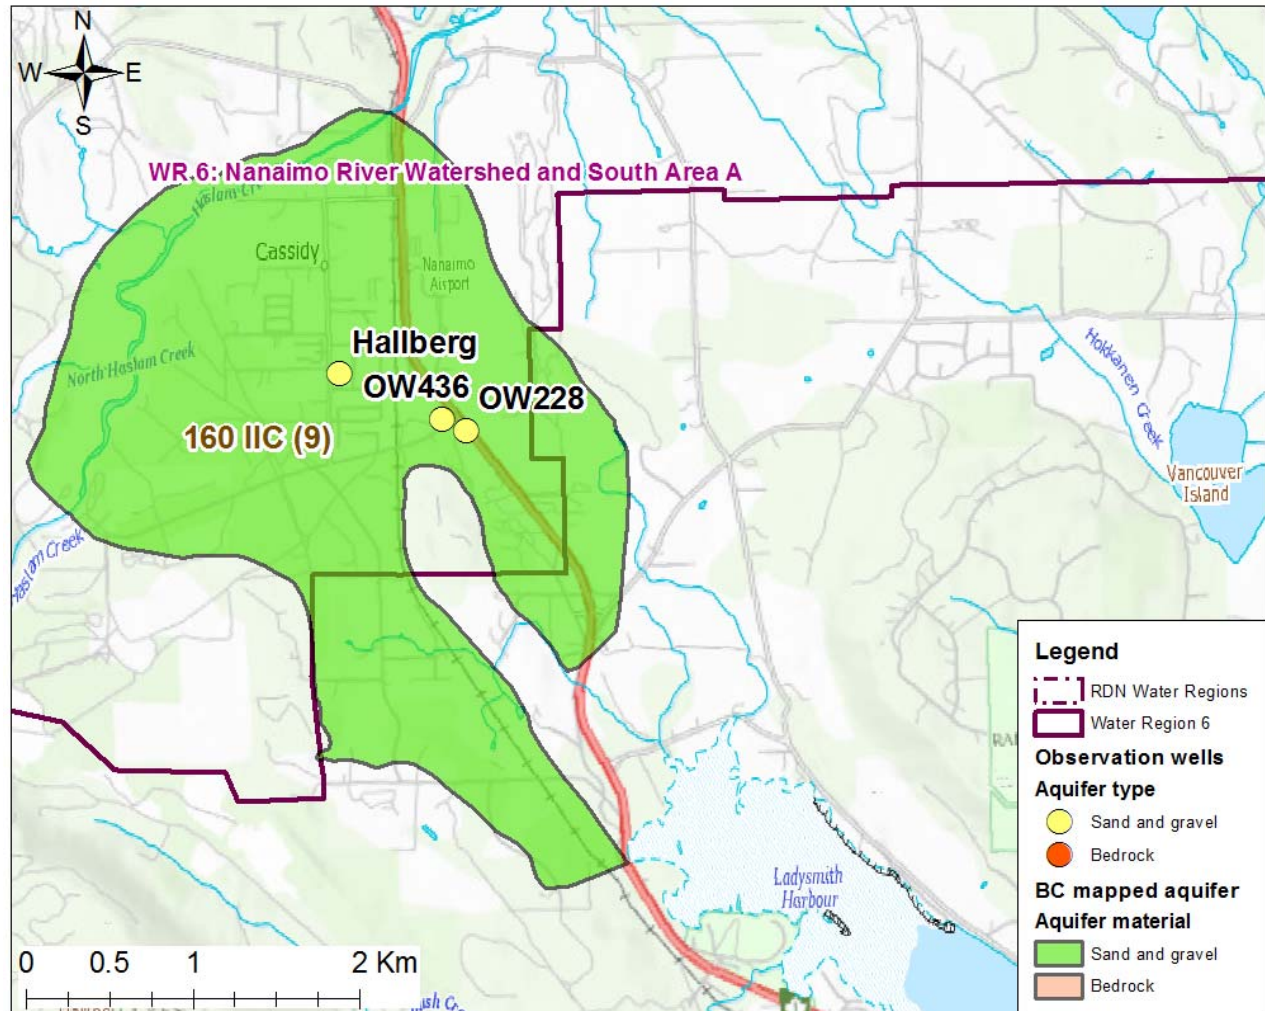 N
W E
S
WR 6: Nanaimo River Watershed and South Area A
Cassidy
Nanaimo
Airport
Hallberg
North Haslam Creek
OW436
OW228
160 IIC (9)
Haslam Creek
Hokkanen Creek
Vancouver
Island
Ladysmith
Harbour
0 0.5 1 2 Km
Legend
RDN Water Regions
Water Region 6
Observation wells
Aquifer type
Sand and gravel
Bedrock
BC mapped aquifer
Aquifer material
Sand and gravel
Bedrock